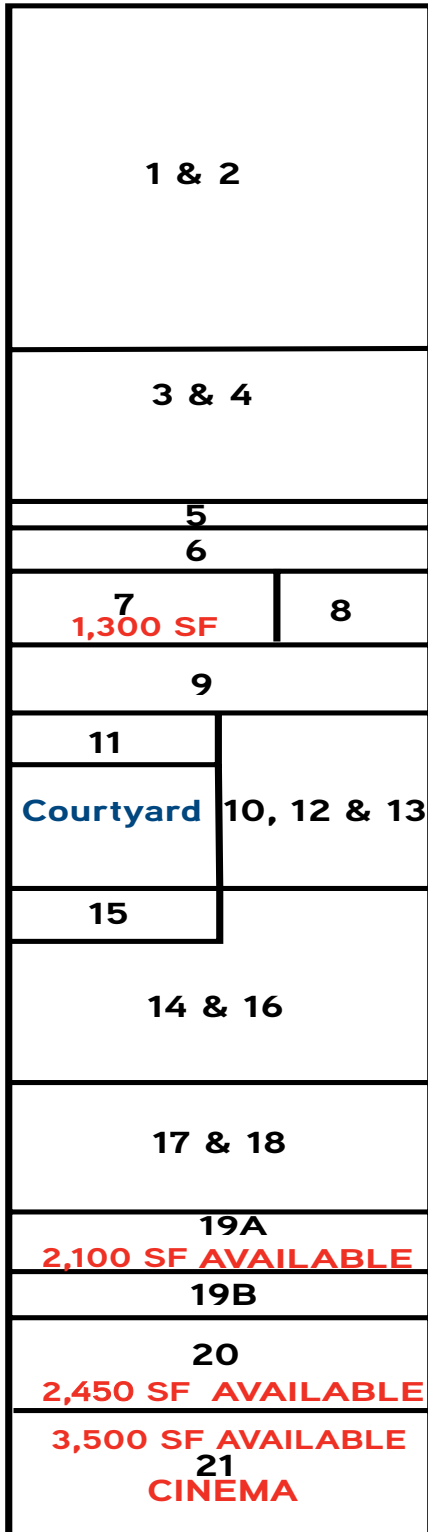 1 & 2
3 & 4
5
6
7
1,300 SF
8
9
11
Courtyard
10, 12 & 13
15
14 & 16
17 & 18
19A
2,100 SF AVAILABLE
19B
20
2,450 SF AVAILABLE
3,500 SF AVAILABLE
21
CINEMA